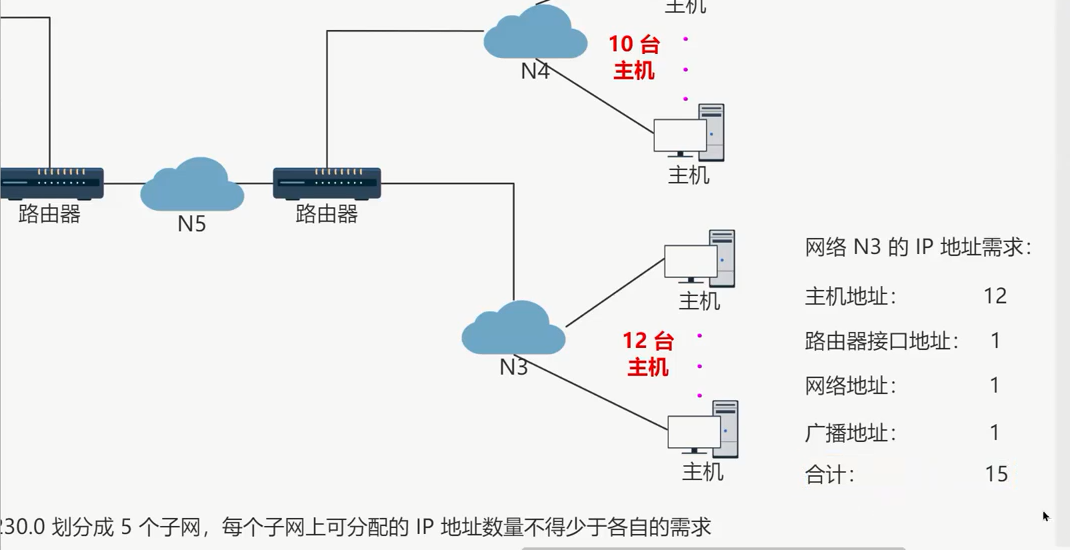 主机
10 台
主机
N4
主机
路由器
N5
路由器
主机
12 台
主机
N3
主机
网络 N3 的 IP 地址需求:
主机地址: 12
路由器接口地址: 1
网络地址: 1
广播地址: 1
合计: 15
230.0 划分成 5 个子网，每个子网上可分配的 IP 地址数量不得少于各自的需求